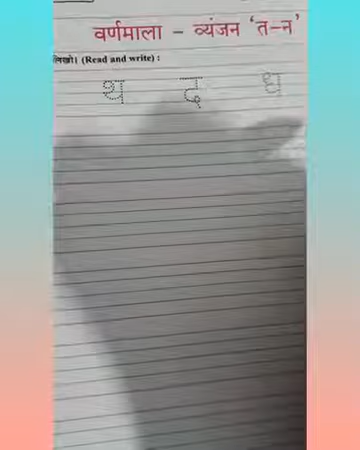 वर्णमाला – व्यंजन ‘त–न’
लिखो। (Read and write) :
थ द ध